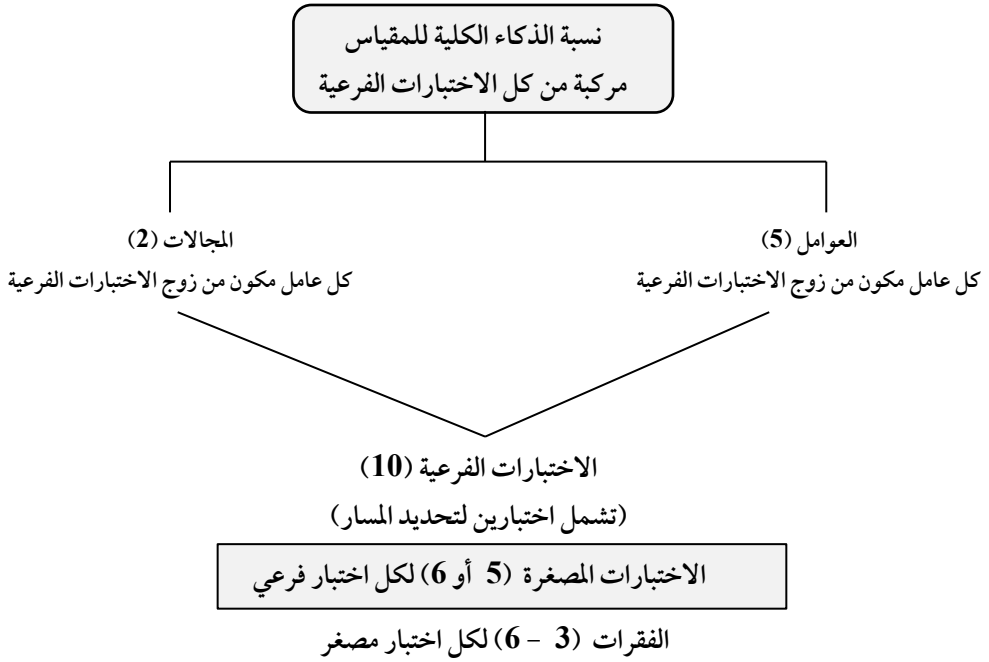 نسبة الذكاء الكلية للمقياس
مركبة من كل الاختبارات الفرعية
العوامل (5)
كل عامل مكون من زوج الاختبارات الفرعية
المجالات (2)
كل عامل مكون من زوج الاختبارات الفرعية
الاختبارات الفرعية (10)
(تشمل اختبارين لتحديد المسار)
الاختبارات المصغرة (5 أو 6) لكل اختبار فرعي
الفقرات (3 – 6) لكل اختبار مصغر